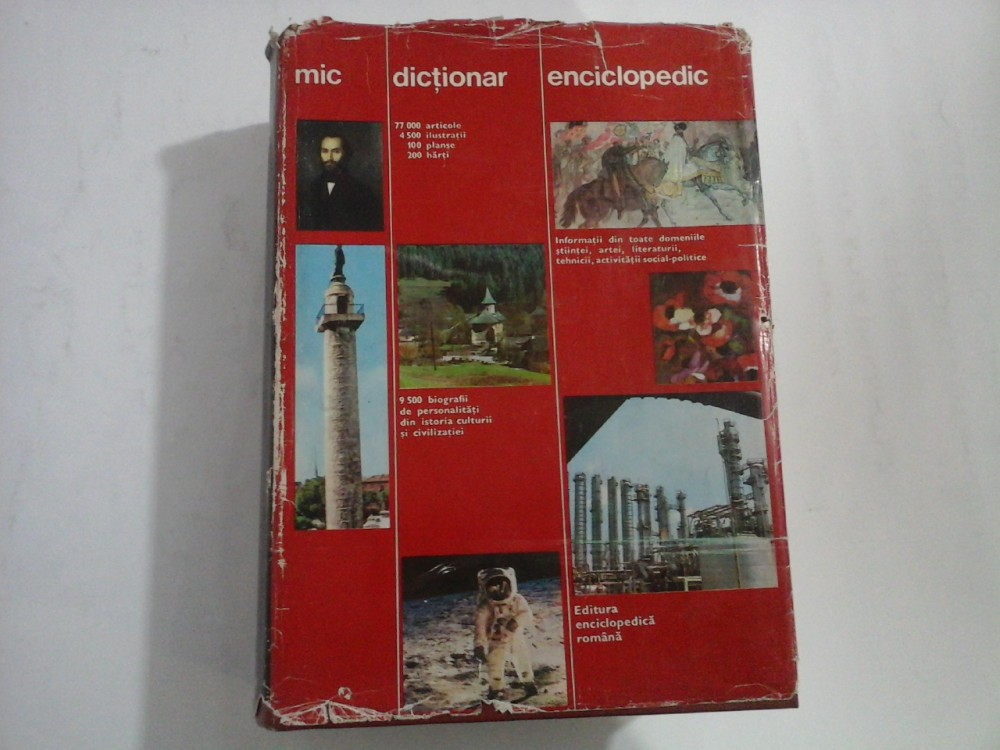 mic dicționar enciclopedic
77 000 articole
4 500 ilustrații
100 planșe
200 hărți
Informații din toate domeniile
științei, artei, literaturii,
tehnicii, activității social-politice
9 500 biografii
de personalități
din istoria culturii
și civilizației
Editura
enciclopedică
română